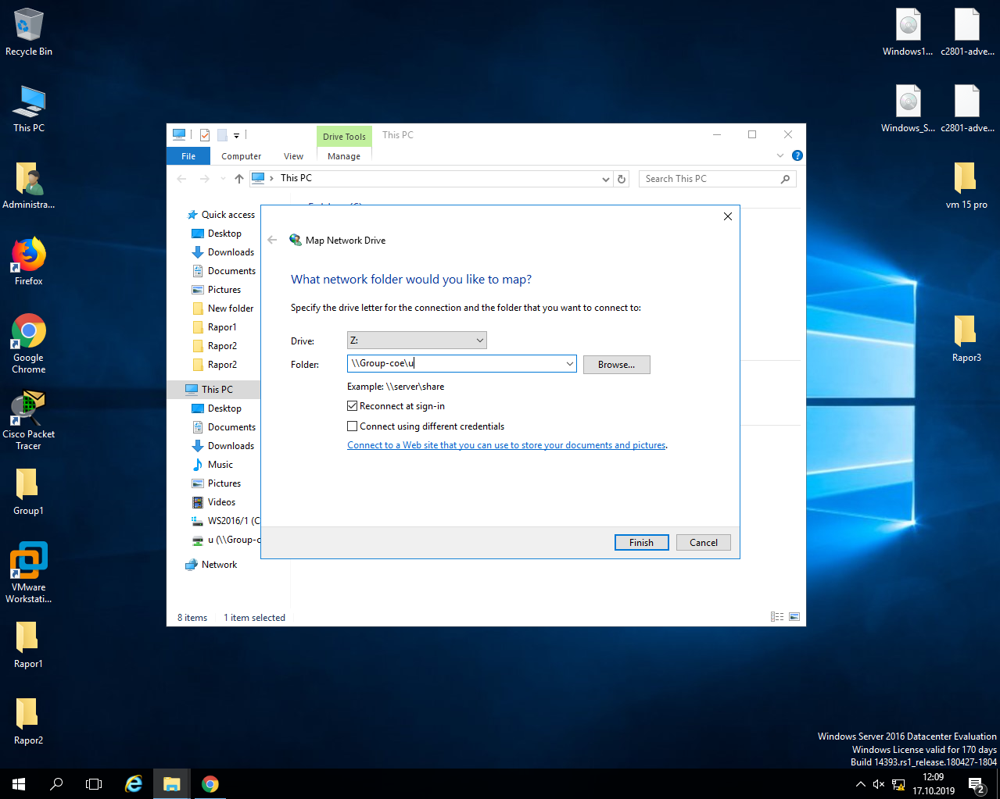 Recycle Bin
This PC
Administra...
Firefox
Google
Chrome
Cisco Packet
Tracer
Group1
VMware
Workstati...
Rapor1
Rapor2
Windows1...
c2801-adve...
Windows_S...
c2801-adve...
vm 15 pro
Rapor3
Drive Tools
This PC
File
Computer
View
Manage
This PC
Search This PC
Quick access
Desktop
Downloads
Documents
Pictures
New folder
Rapor1
Rapor2
Rapor2
This PC
Desktop
Documents
Downloads
Music
Pictures
Videos
WS2016/1 (C
u (\\Group-c
Network
8 items
1 item selected
Map Network Drive
What network folder would you like to map?
Specify the drive letter for the connection and the folder that you want to connect to:
Drive:
Z:
Folder:
\\Group-coe\u
Browse...
Example: \\server\share
Reconnect at sign-in
Connect using different credentials
Connect to a Web site that you can use to store your documents and pictures.
Finish
Cancel
Windows Server 2016 Datacenter Evaluation
Windows License valid for 170 days
Build 14393.rs1_release.180427-1804
12:09
17.10.2019
2